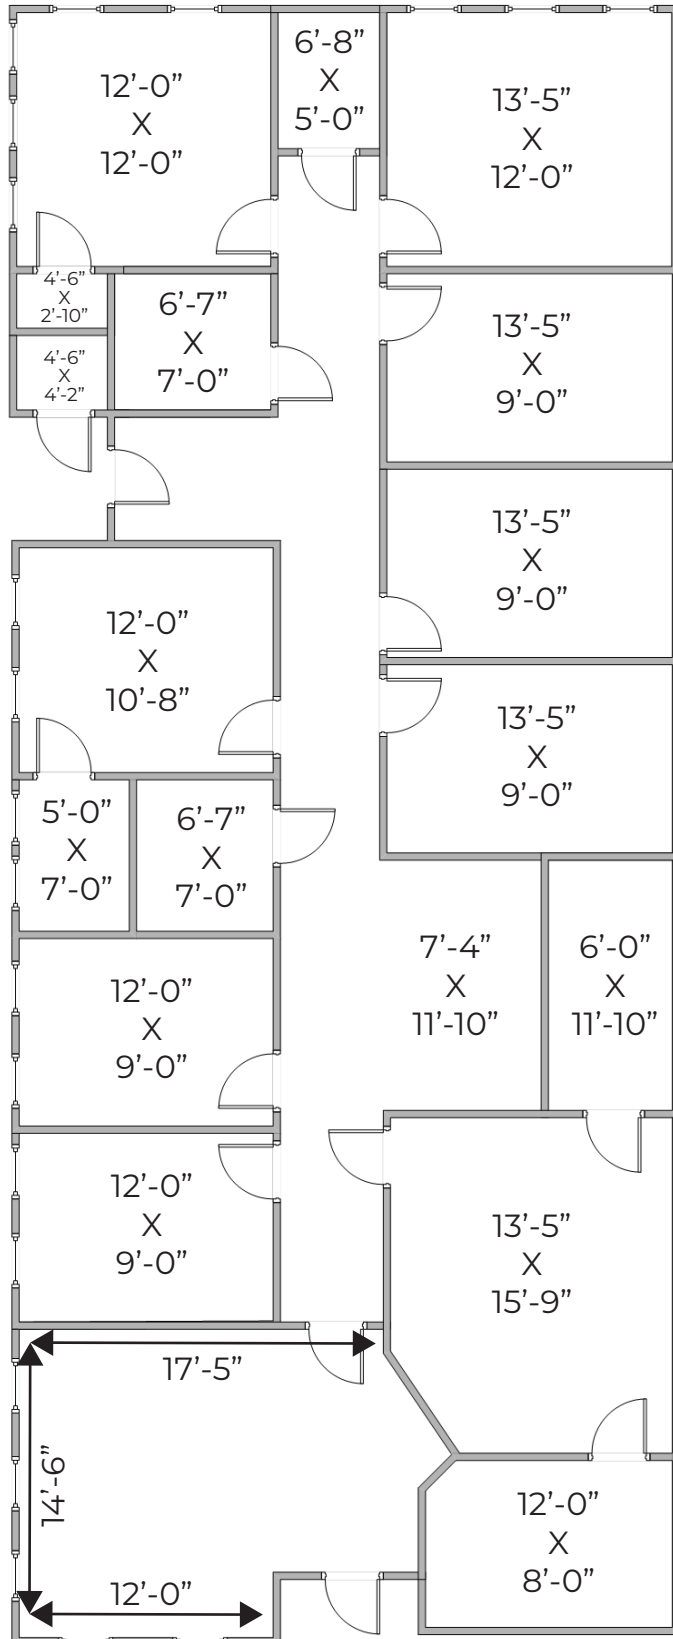 12’-0”
X
12’-0”
6’-8”
X
5’-0”
13’-5”
X
12’-0”
4’-6”
X
2’-10”
6’-7”
X
7’-0”
13’-5”
X
9’-0”
4’-6”
X
4’-2”
13’-5”
X
9’-0”
12’-0”
X
10’-8”
13’-5”
X
9’-0”
5’-0”
X
7’-0”
6’-7”
X
7’-0”
7’-4”
X
11’-10”
6’-0”
X
11’-10”
12’-0”
X
9’-0”
12’-0”
X
9’-0”
13’-5”
X
15’-9”
17’-5”
14’-6”
12’-0”
12’-0”
X
8’-0”